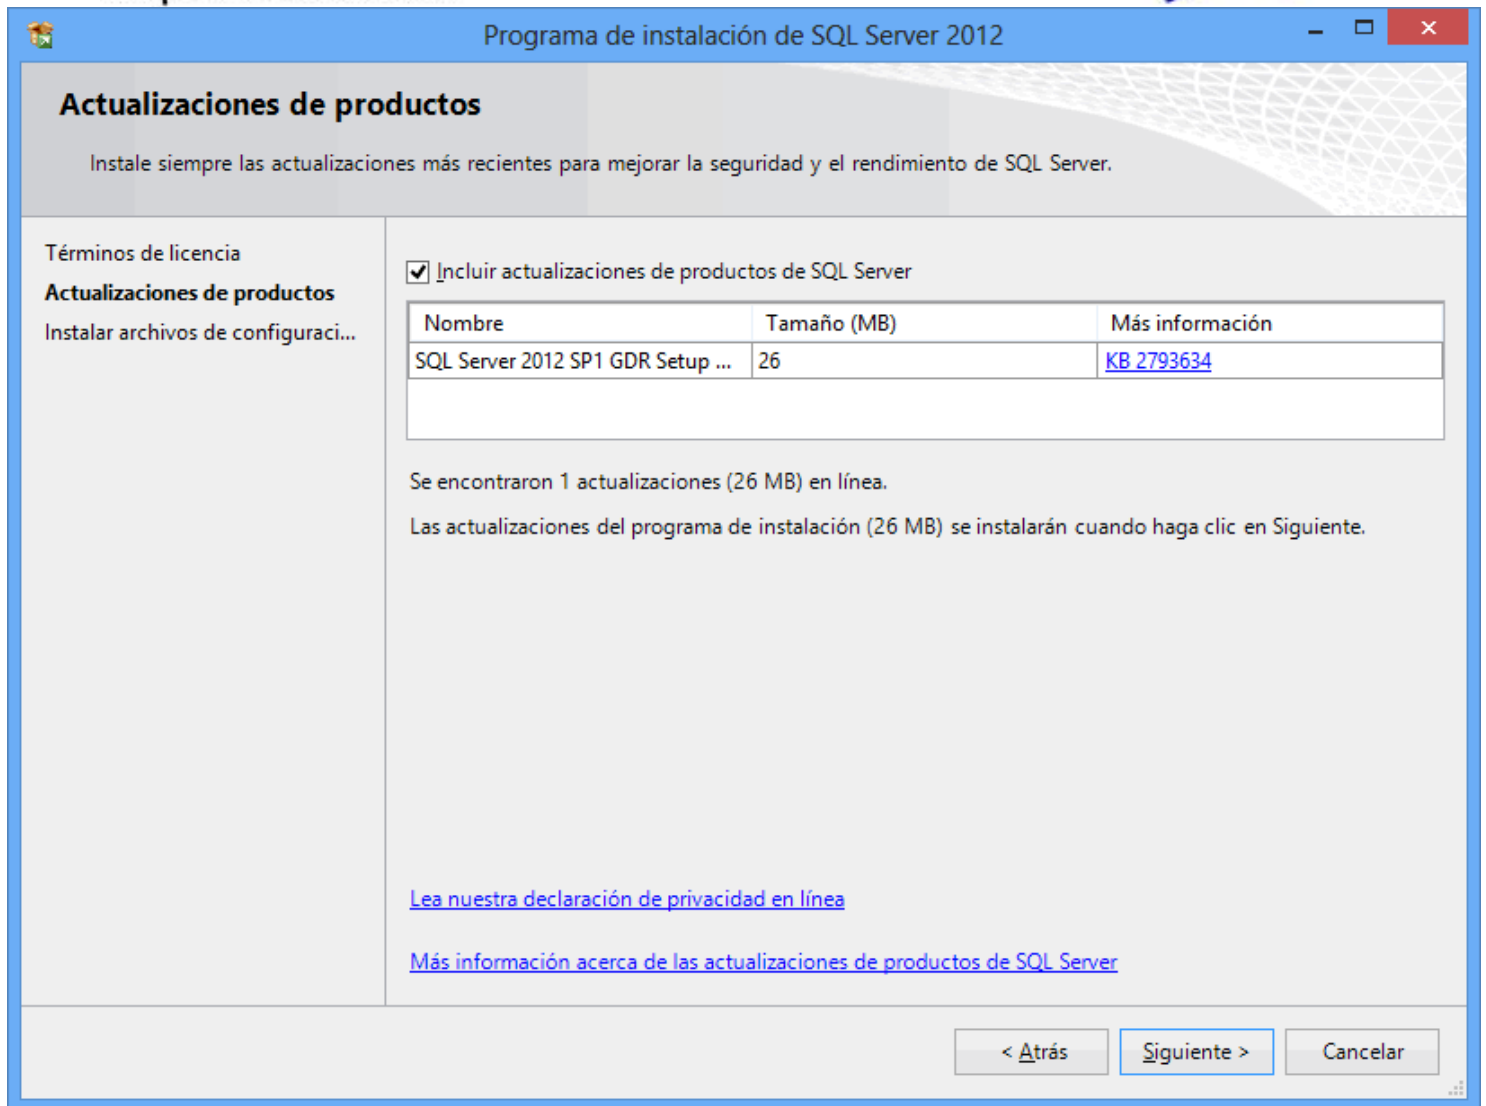 Programa de instalación de SQL Server 2012
Actualizaciones de productos
Instale siempre las actualizaciones más recientes para mejorar la seguridad y el rendimiento de SQL Server.
Términos de licencia
Actualizaciones de productos
Instalar archivos de configuraci...
Incluir actualizaciones de productos de SQL Server
Nombre Tamaño (MB) Más información
SQL Server 2012 SP1 GDR Setup ... 26 KB 2793634
Se encontraron 1 actualizaciones (26 MB) en línea.
Las actualizaciones del programa de instalación (26 MB) se instalarán cuando haga clic en Siguiente.
Lea nuestra declaración de privacidad en línea
Más información acerca de las actualizaciones de productos de SQL Server
< Atrás Siguiente > Cancelar